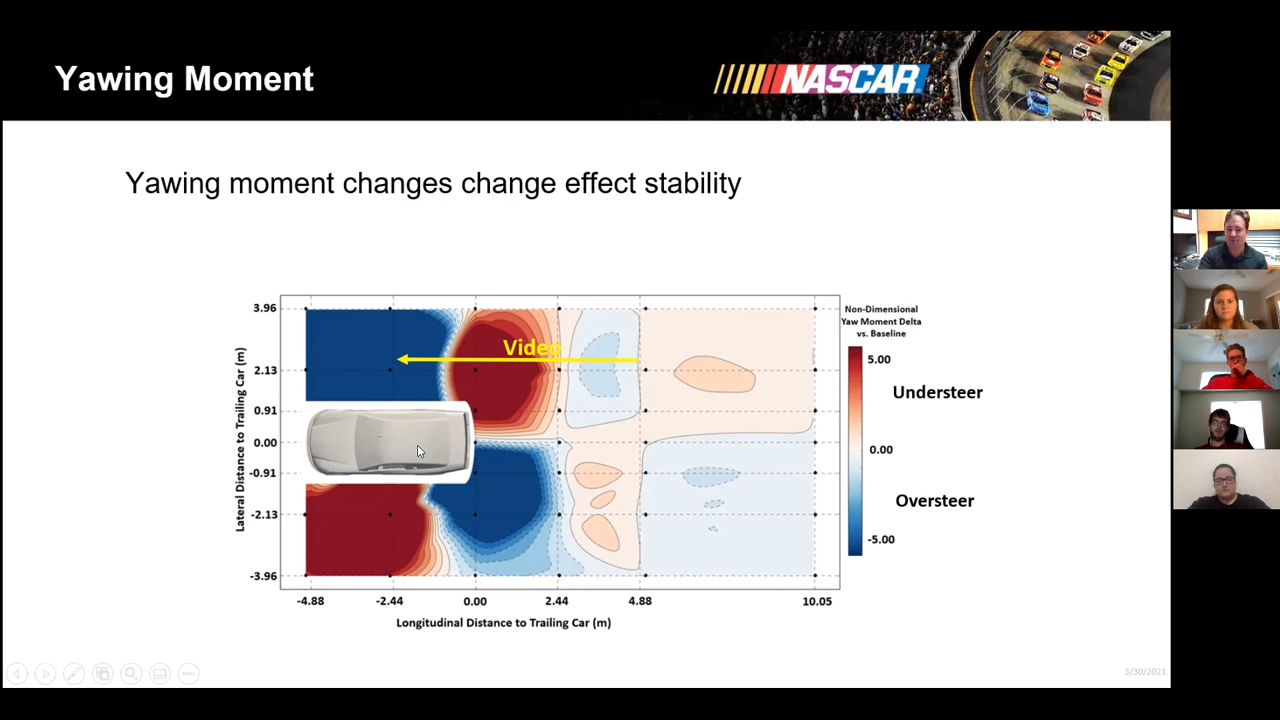 Yawing Moment
NASCAR
Yawing moment changes change effect stability
3.96
2.13
0.91
0.00
-0.91
-2.13
-3.96
Lateral Distance to Trailing Car (m)
-4.88
-2.44
0.00
2.44
4.88
10.05
Longitudinal Distance to Trailing Car (m)
Video
Non-Dimensional
Yaw Moment Delta
vs. Baseline
5.00
0.00
-5.00
Understeer
Oversteer
3/30/2021